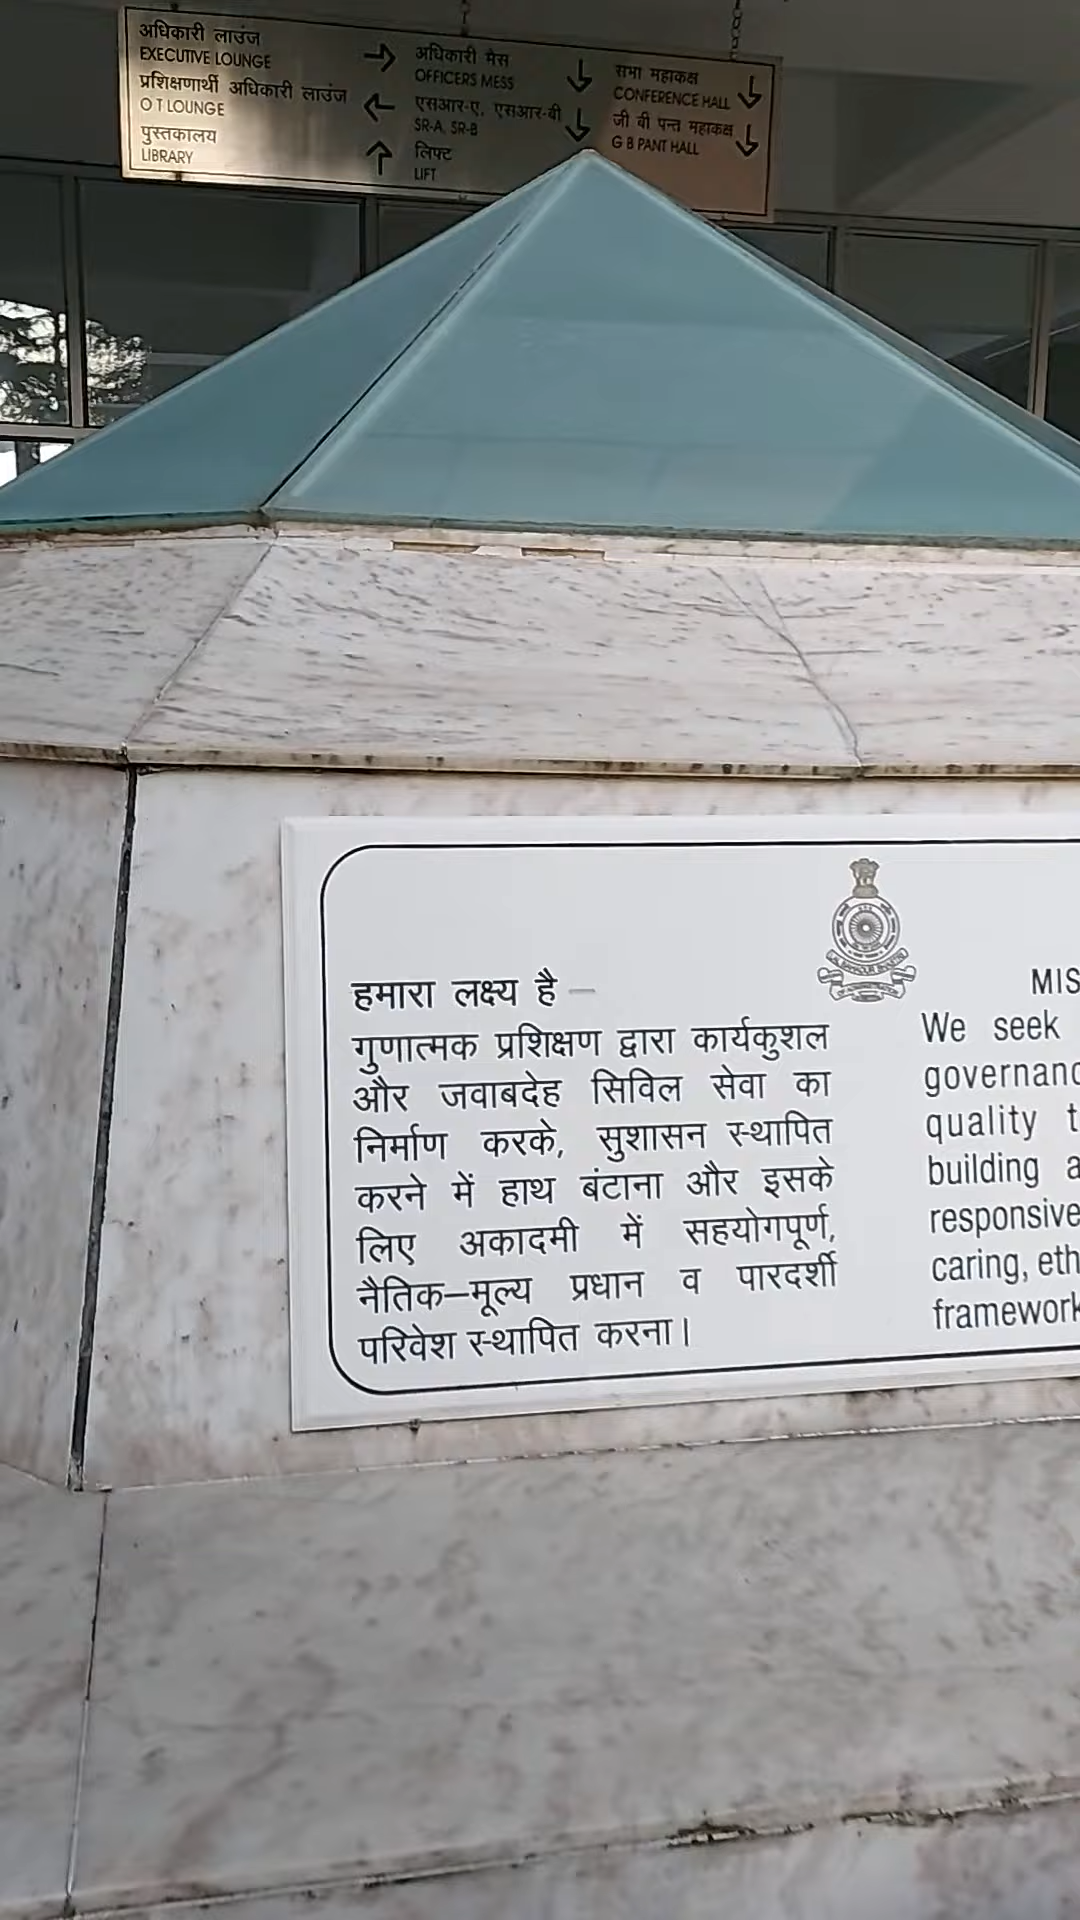 अधिकारी लाउंज
EXECUTIVE LOUNGE
प्रशिक्षणार्थी अधिकारी लाउंज
O T LOUNGE
पुस्तकालय
LIBRARY
अधिकारी मैस
OFFICERS MESS
एसआर-ए, एसआर-बी
SR-A, SR-B
लिफ्ट
LIFT
सभा महाकक्ष
CONFERENCE HALL
जी बी पन्त महाकक्ष
G B PANT HALL
हमारा लक्ष्य है –
गुणात्मक प्रशिक्षण द्वारा कार्यकुशल
और जवाबदेह सिविल सेवा का
निर्माण करके, सुशासन स्थापित
करने में हाथ बंटाना और इसके
लिए अकादमी में सहयोगपूर्ण,
नैतिक–मूल्य प्रधान व पारदर्शी
परिवेश स्थापित करना।
MIS
We seek
governanc
quality t
building a
responsive
caring, eth
framework